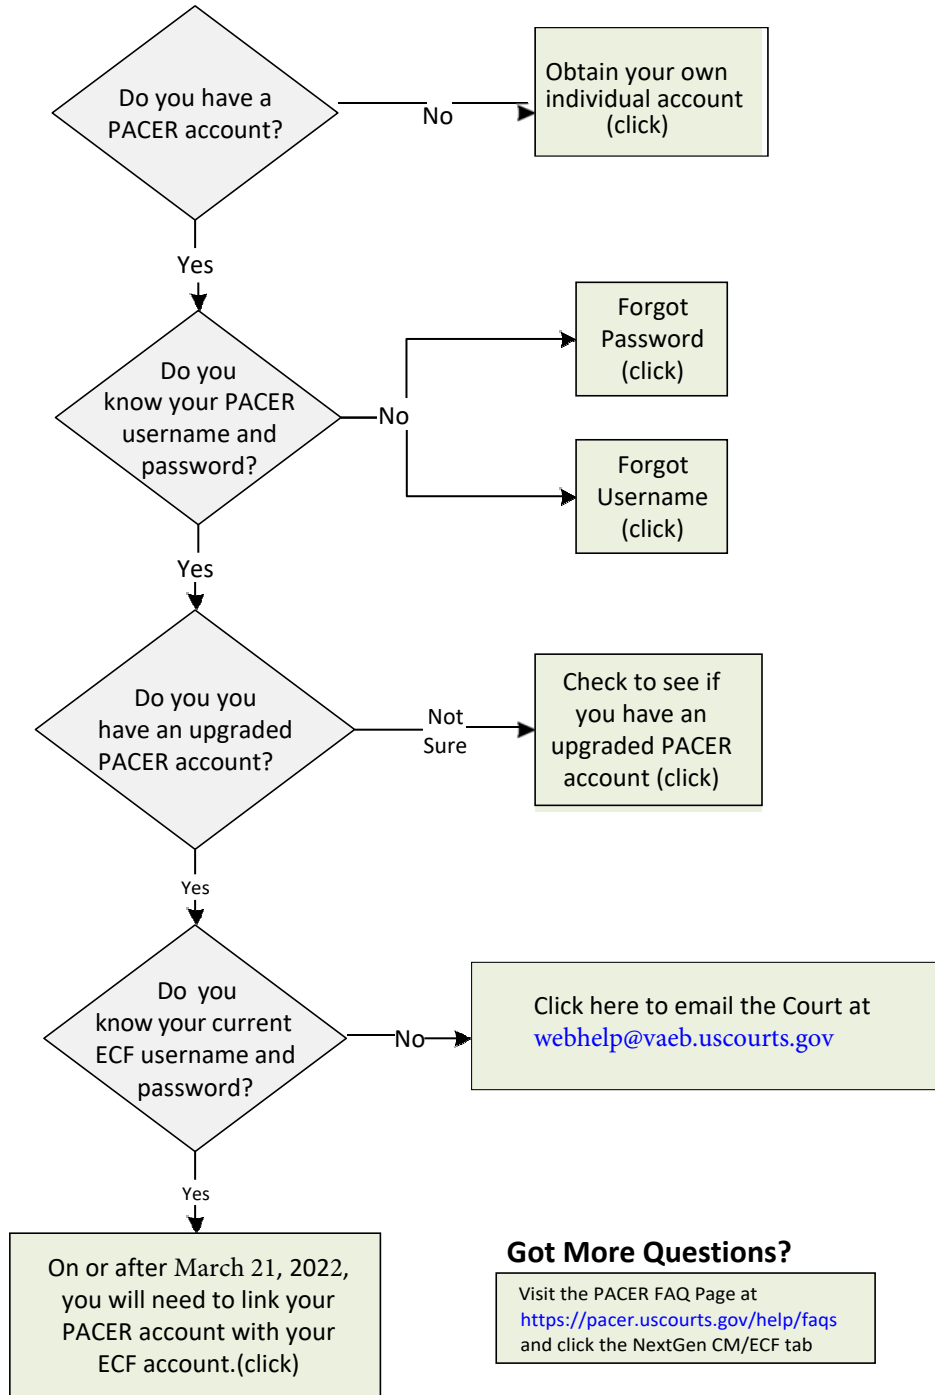 Do you have a
PACER account?
No
Obtain your own
individual account
(click)
Yes
Do you
know your PACER
username and
password?
No
Forgot
Password
(click)
Forgot
Username
(click)
Yes
Do you you
have an upgraded
PACER account?
Not
Sure
Check to see if
you have an
upgraded PACER
account (click)
Yes
Do you
know your current
ECF username and
password?
No
Click here to email the Court at
webhelp@vaeb.uscourts.gov
Yes
On or after March 21, 2022,
you will need to link your
PACER account with your
ECF account.(click)
Got More Questions?
Visit the PACER FAQ Page at
https://pacer.uscourts.gov/help/faqs
and click the NextGen CM/ECF tab